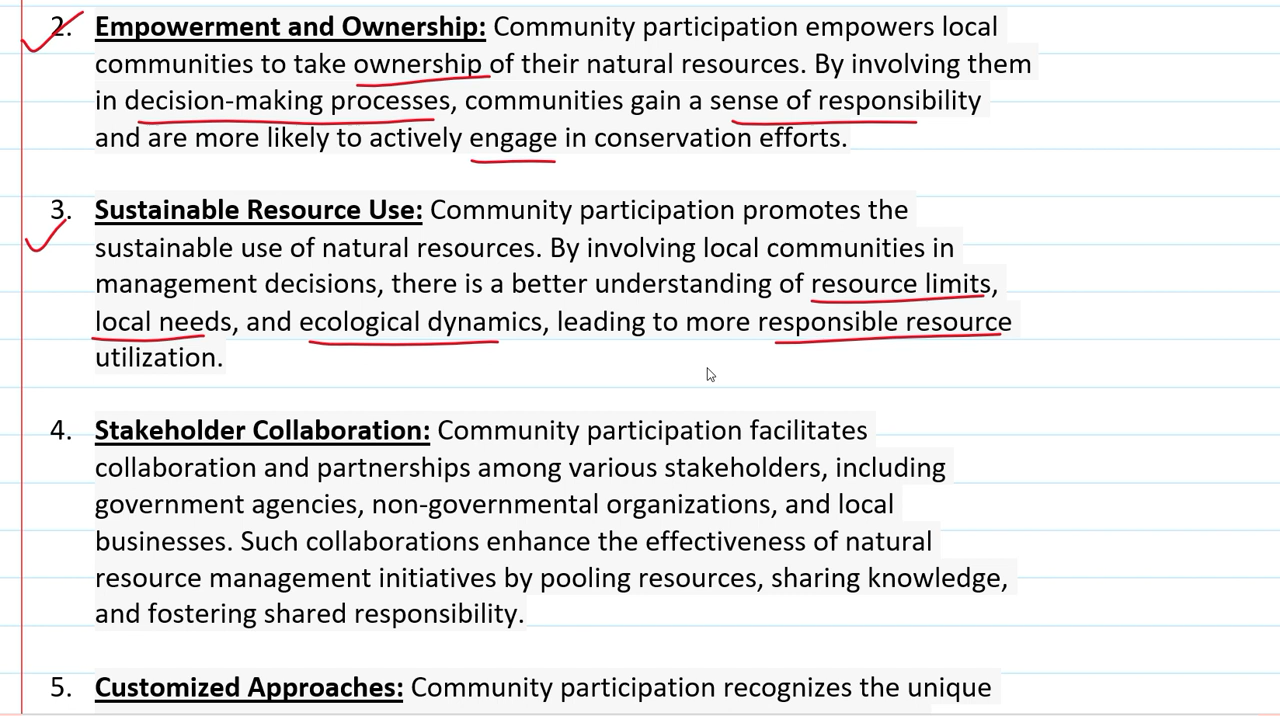 2. Empowerment and Ownership: Community participation empowers local
communities to take ownership of their natural resources. By involving them
in decision-making processes, communities gain a sense of responsibility
and are more likely to actively engage in conservation efforts.
3. Sustainable Resource Use: Community participation promotes the
sustainable use of natural resources. By involving local communities in
management decisions, there is a better understanding of resource limits,
local needs, and ecological dynamics, leading to more responsible resource
utilization.
4. Stakeholder Collaboration: Community participation facilitates
collaboration and partnerships among various stakeholders, including
government agencies, non-governmental organizations, and local
businesses. Such collaborations enhance the effectiveness of natural
resource management initiatives by pooling resources, sharing knowledge,
and fostering shared responsibility.
5. Customized Approaches: Community participation recognizes the unique